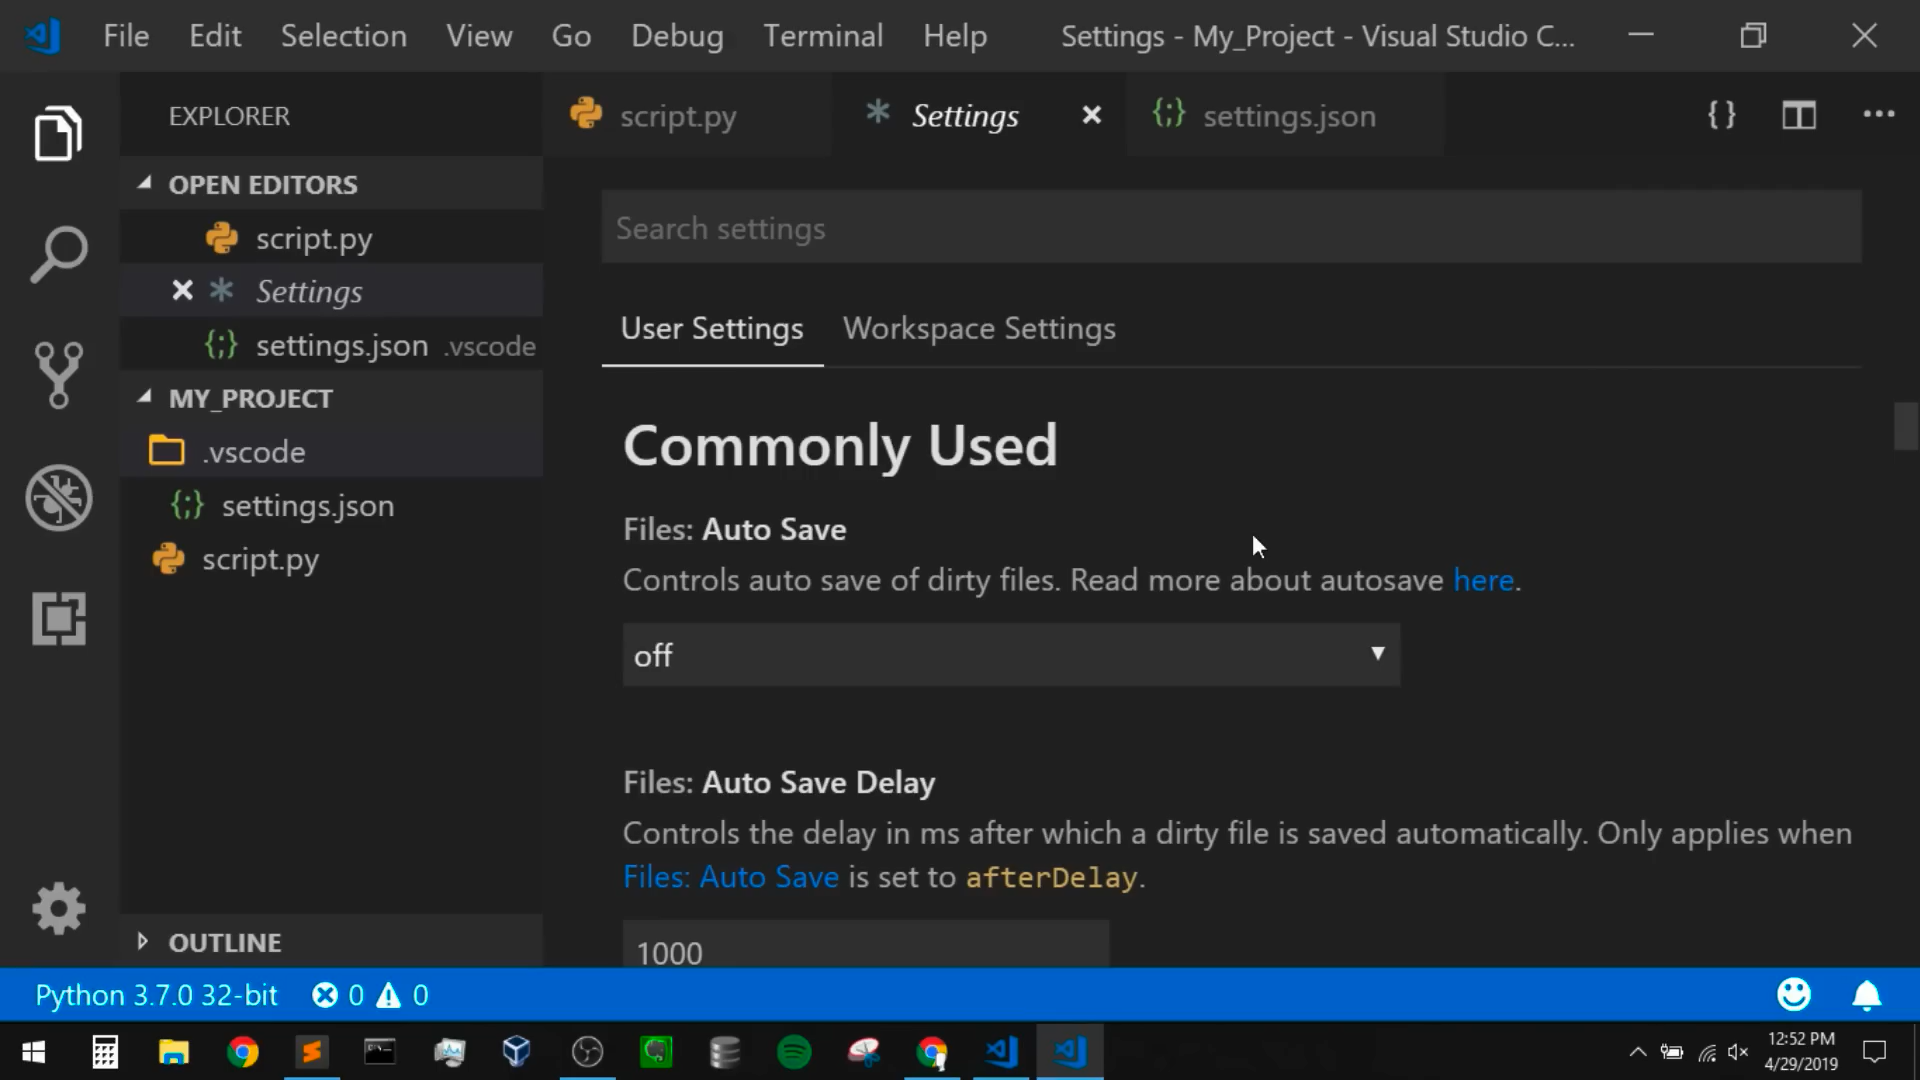 File Edit Selection View Go Debug Terminal Help Settings - My_Project - Visual Studio C...
EXPLORER
OPEN EDITORS
script.py
Settings
settings.json .vscode
MY_PROJECT
.vscode
settings.json
script.py
OUTLINE
script.py Settings settings.json
Search settings
User Settings Workspace Settings
Commonly Used
Files: Auto Save
Controls auto save of dirty files. Read more about autosave here.
off
Files: Auto Save Delay
Controls the delay in ms after which a dirty file is saved automatically. Only applies when
Files: Auto Save is set to afterDelay.
1000
Python 3.7.0 32-bit 0 0
12:52 PM
4/29/2019